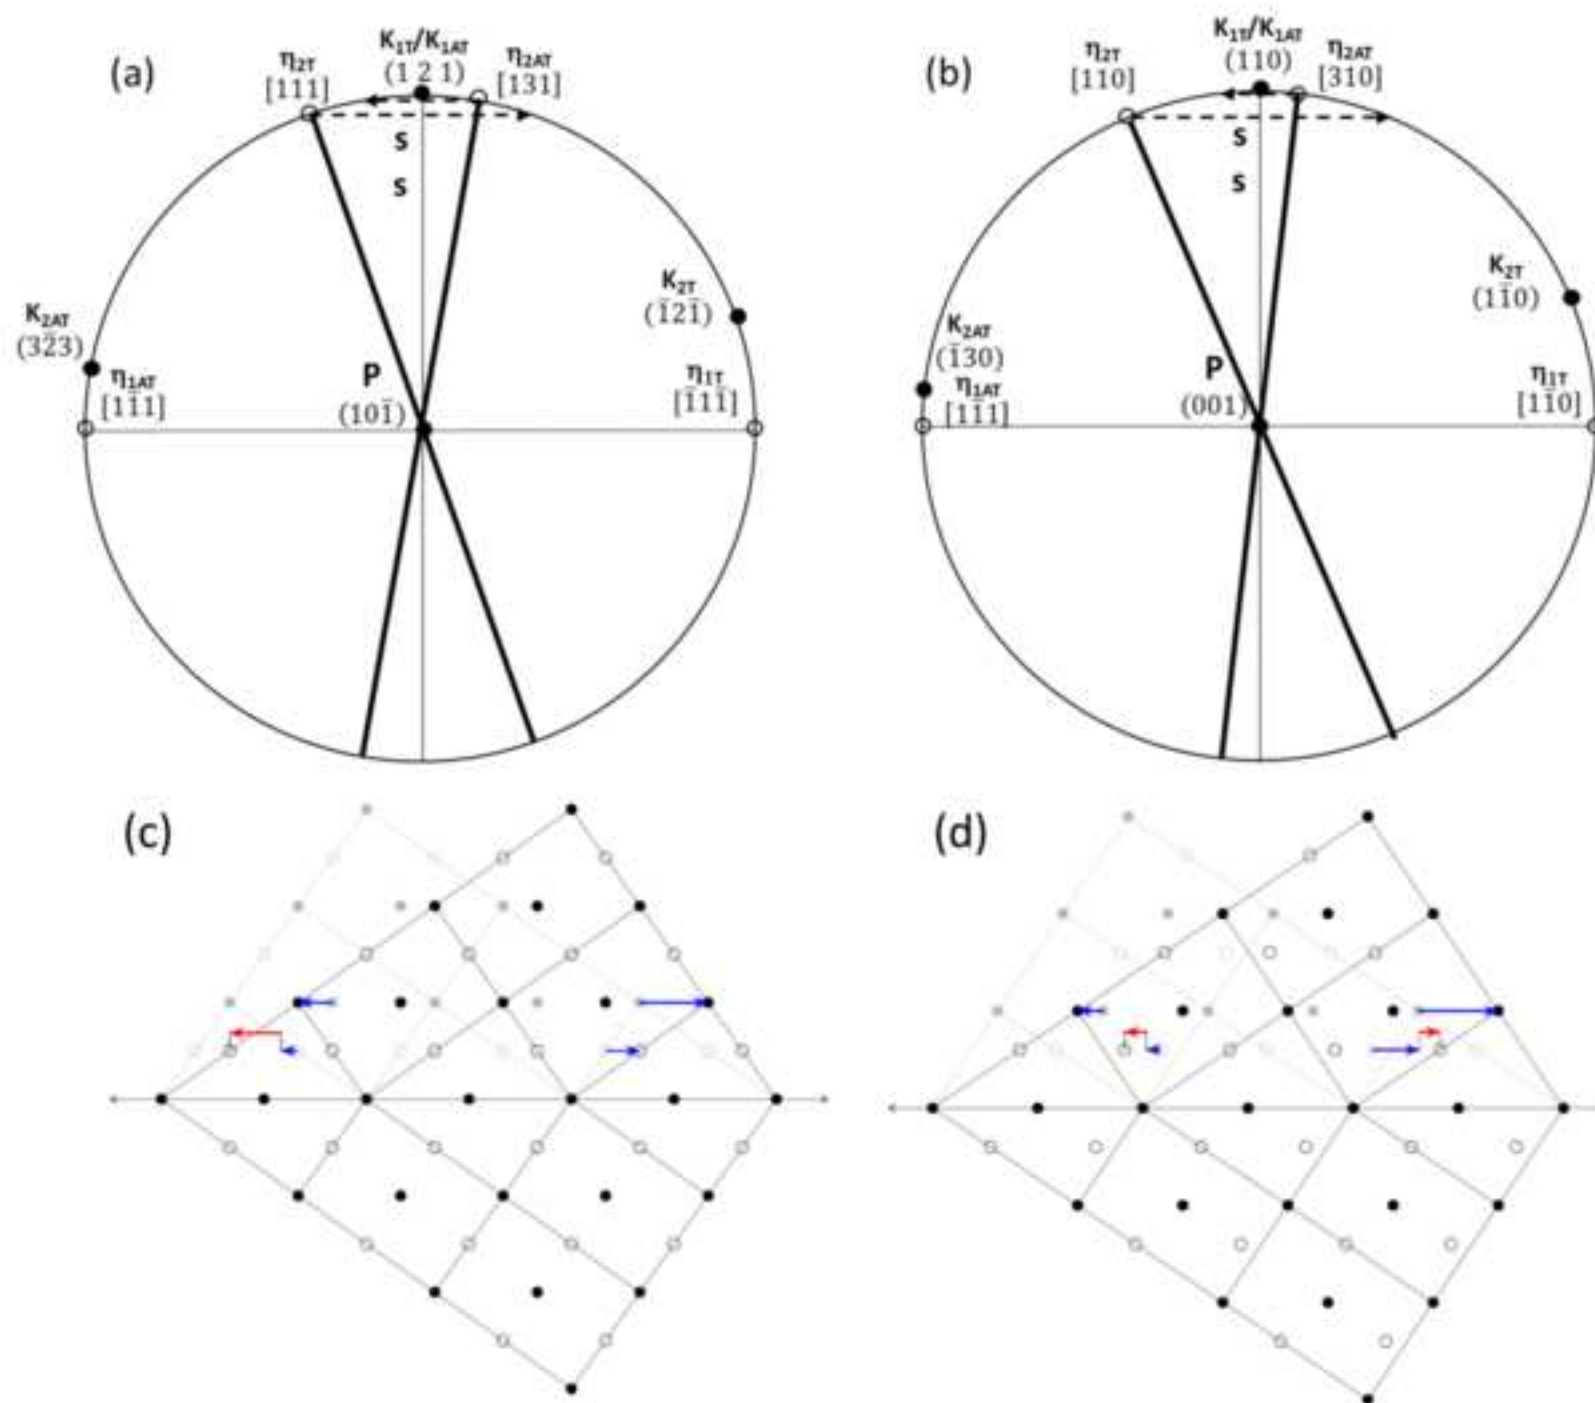 (a)
K₁T/K₁AT
η₂T
(1 2 1)
η₂AT
[111]
[131]
S
S
K₂AT
(32̄3)
K₂T
(1̄21̄)
η₁AT
[11̄1]
P
(101̄)
η₁T
[1̄11̄]
(b)
K₁T/K₁AT
η₂T
(110)
η₂AT
[110]
[310]
S
S
K₂T
(11̄0)
K₂AT
(1̄30)
η₁AT
[11̄1]
P
(001)
η₁T
[11̄0]
(c)
(d)